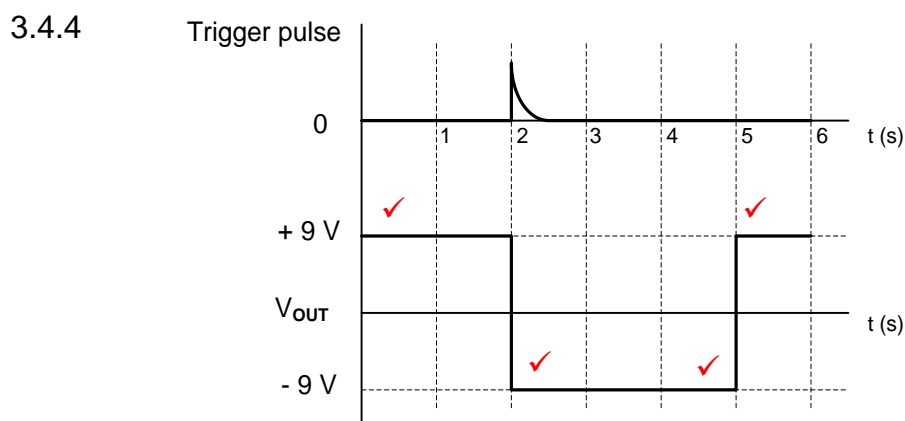 3.4.4 Trigger pulse
0
1 2 3 4 5 6 t (s)
+ 9 V
VOUT t (s)
- 9 V